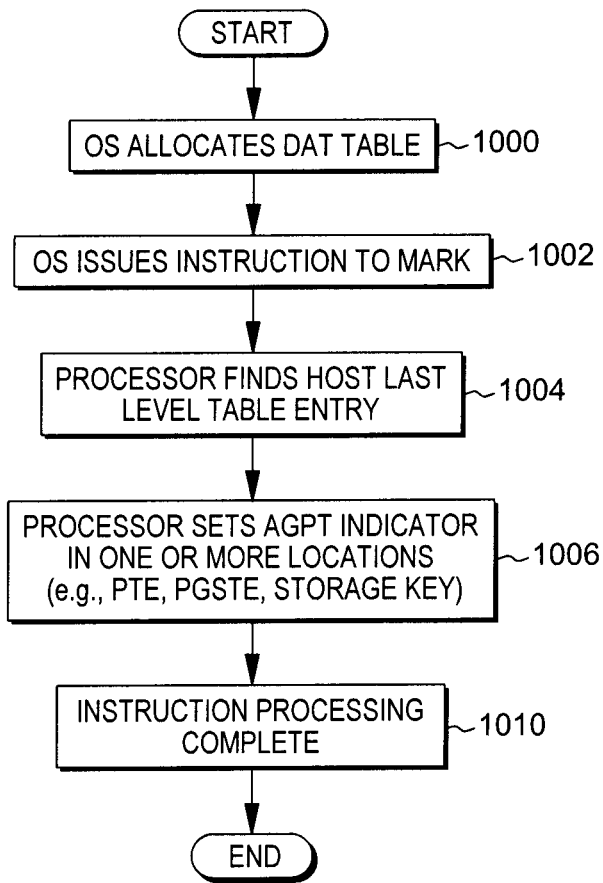 START
OS ALLOCATES DAT TABLE
1000
OS ISSUES INSTRUCTION TO MARK
1002
PROCESSOR FINDS HOST LAST
LEVEL TABLE ENTRY
1004
PROCESSOR SETS AGPT INDICATOR
IN ONE OR MORE LOCATIONS
(e.g., PTE, PGSTE, STORAGE KEY)
1006
INSTRUCTION PROCESSING
COMPLETE
1010
END